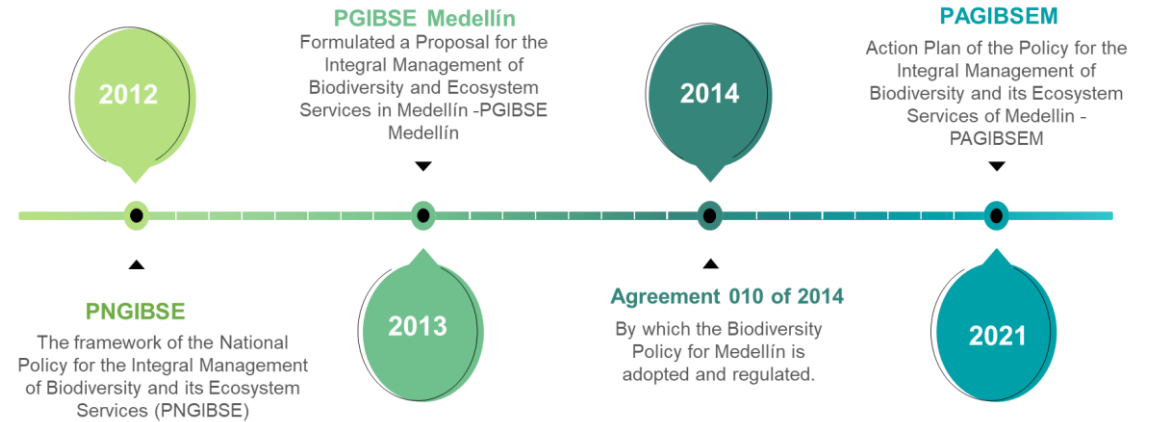 2012
PNGIBSE
The framework of the National
Policy for the Integral Management
of Biodiversity and its Ecosystem
Services (PNGIBSE)
PGIBSE Medellín
Formulated a Proposal for the
Integral Management of
Biodiversity and Ecosystem
Services in Medellín -PGIBSE
Medellín
2013
2014
Agreement 010 of 2014
By which the Biodiversity
Policy for Medellín is
adopted and regulated.
PAGIBSEM
Action Plan of the Policy for the
Integral Management of
Biodiversity and its Ecosystem
Services of Medellin -
PAGIBSEM
2021